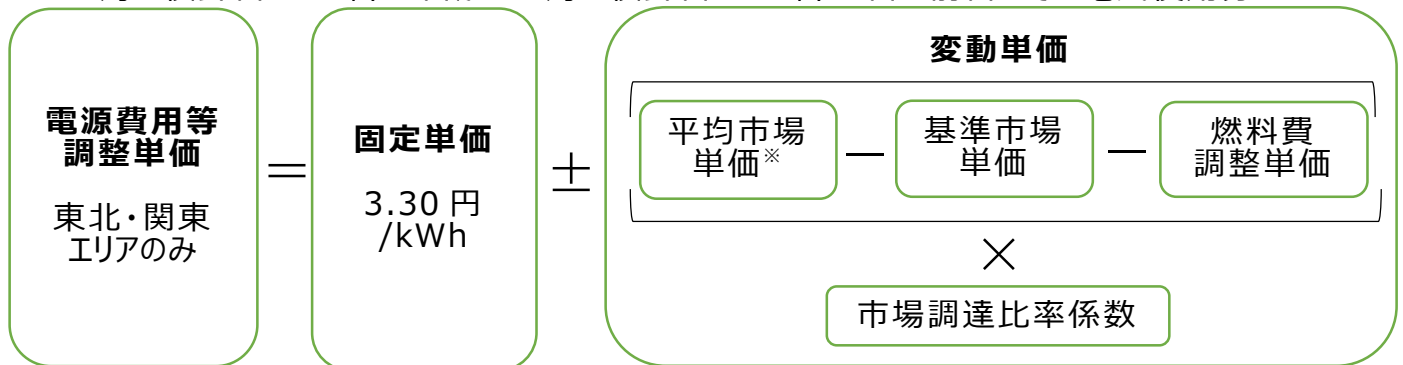 電源費用等
調整単価
東北・関東
エリアのみ
＝
固定単価
3.30 円
/kWh
±
変動単価
平均市場
単価※
―
基準市場
単価
―
燃料費
調整単価
×
市場調達比率係数